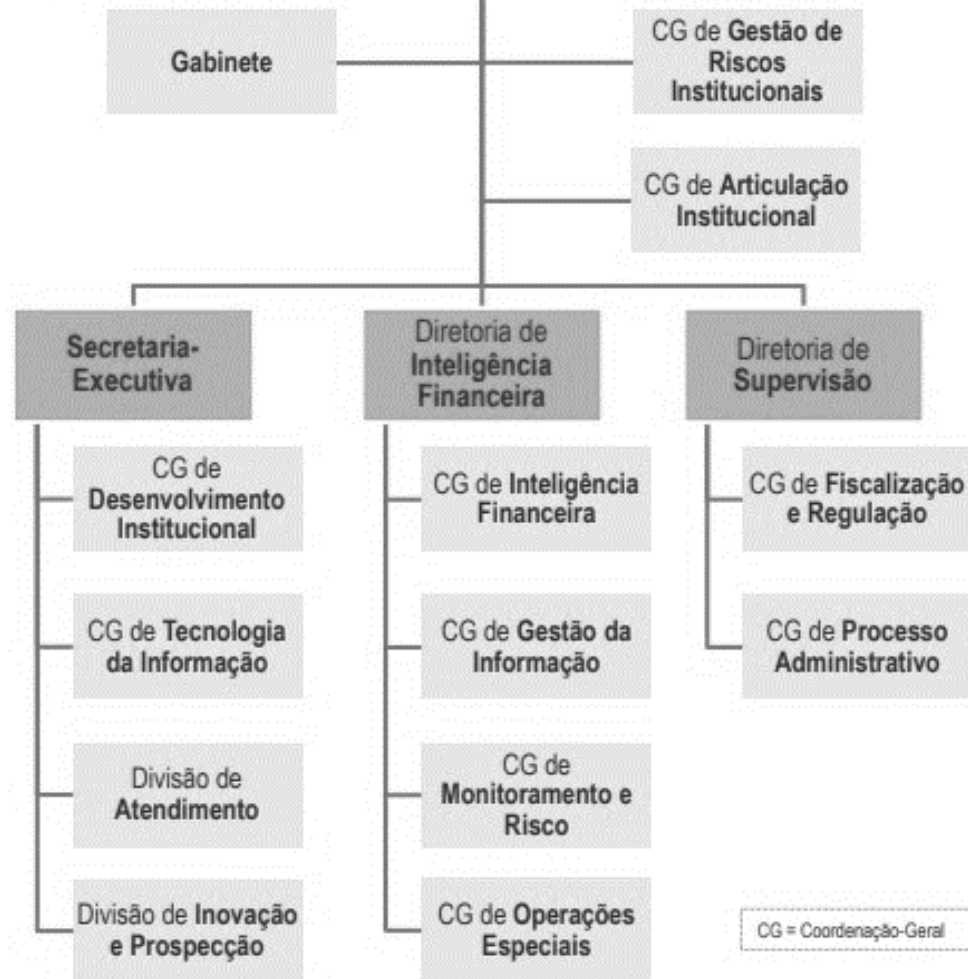 Gabinete
CG de Gestão de
Riscos
Institucionais
CG de Articulação
Institucional
Secretaria-
Executiva
Diretoria de
Inteligência
Financeira
Diretoria de
Supervisão
CG de
Desenvolvimento
Institucional
CG de Tecnologia
da Informação
Divisão de
Atendimento
Divisão de Inovação
e Prospecção
CG de Inteligência
Financeira
CG de Gestão da
Informação
CG de
Monitoramento e
Risco
CG de Operações
Especiais
CG de Fiscalização
e Regulação
CG de Processo
Administrativo
CG = Coordenação-Geral